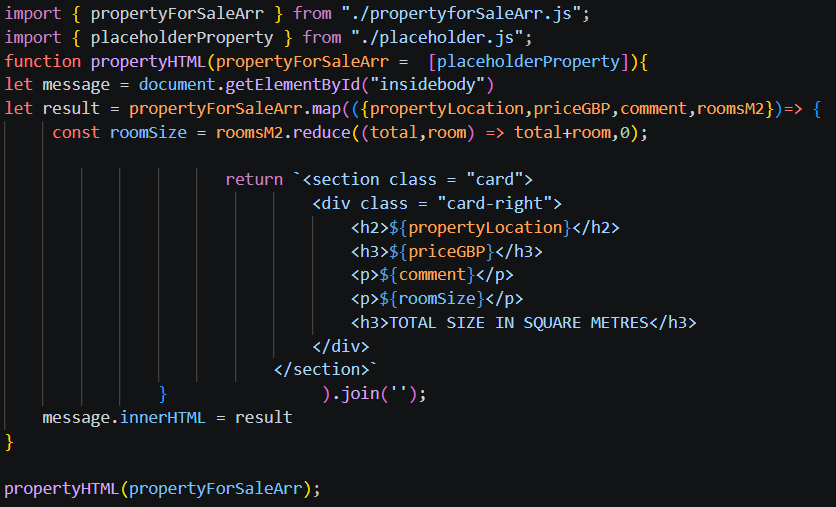 import { propertyForSaleArr } from "./propertyforSaleArr.js";
import { placeholderProperty } from "./placeholder.js";
function propertyHTML(propertyForSaleArr =  [placeholderProperty]){
let message = document.getElementById("insidebody")
let result = propertyForSaleArr.map(({propertyLocation,priceGBP,comment,roomsM2})=> {
     const roomSize = roomsM2.reduce((total,room) => total+room,0);
                       return `<section class = "card">
                                <div class = "card-right">
                                    <h2>${propertyLocation}</h2>
                                    <h3>${priceGBP}</h3>
                                    <p>${comment}</p>
                                    <p>${roomSize}</p>
                                    <h3>TOTAL SIZE IN SQUARE METRES</h3>
                                </div>
                            </section>`
                }                ).join('');
    message.innerHTML = result
}
propertyHTML(propertyForSaleArr);